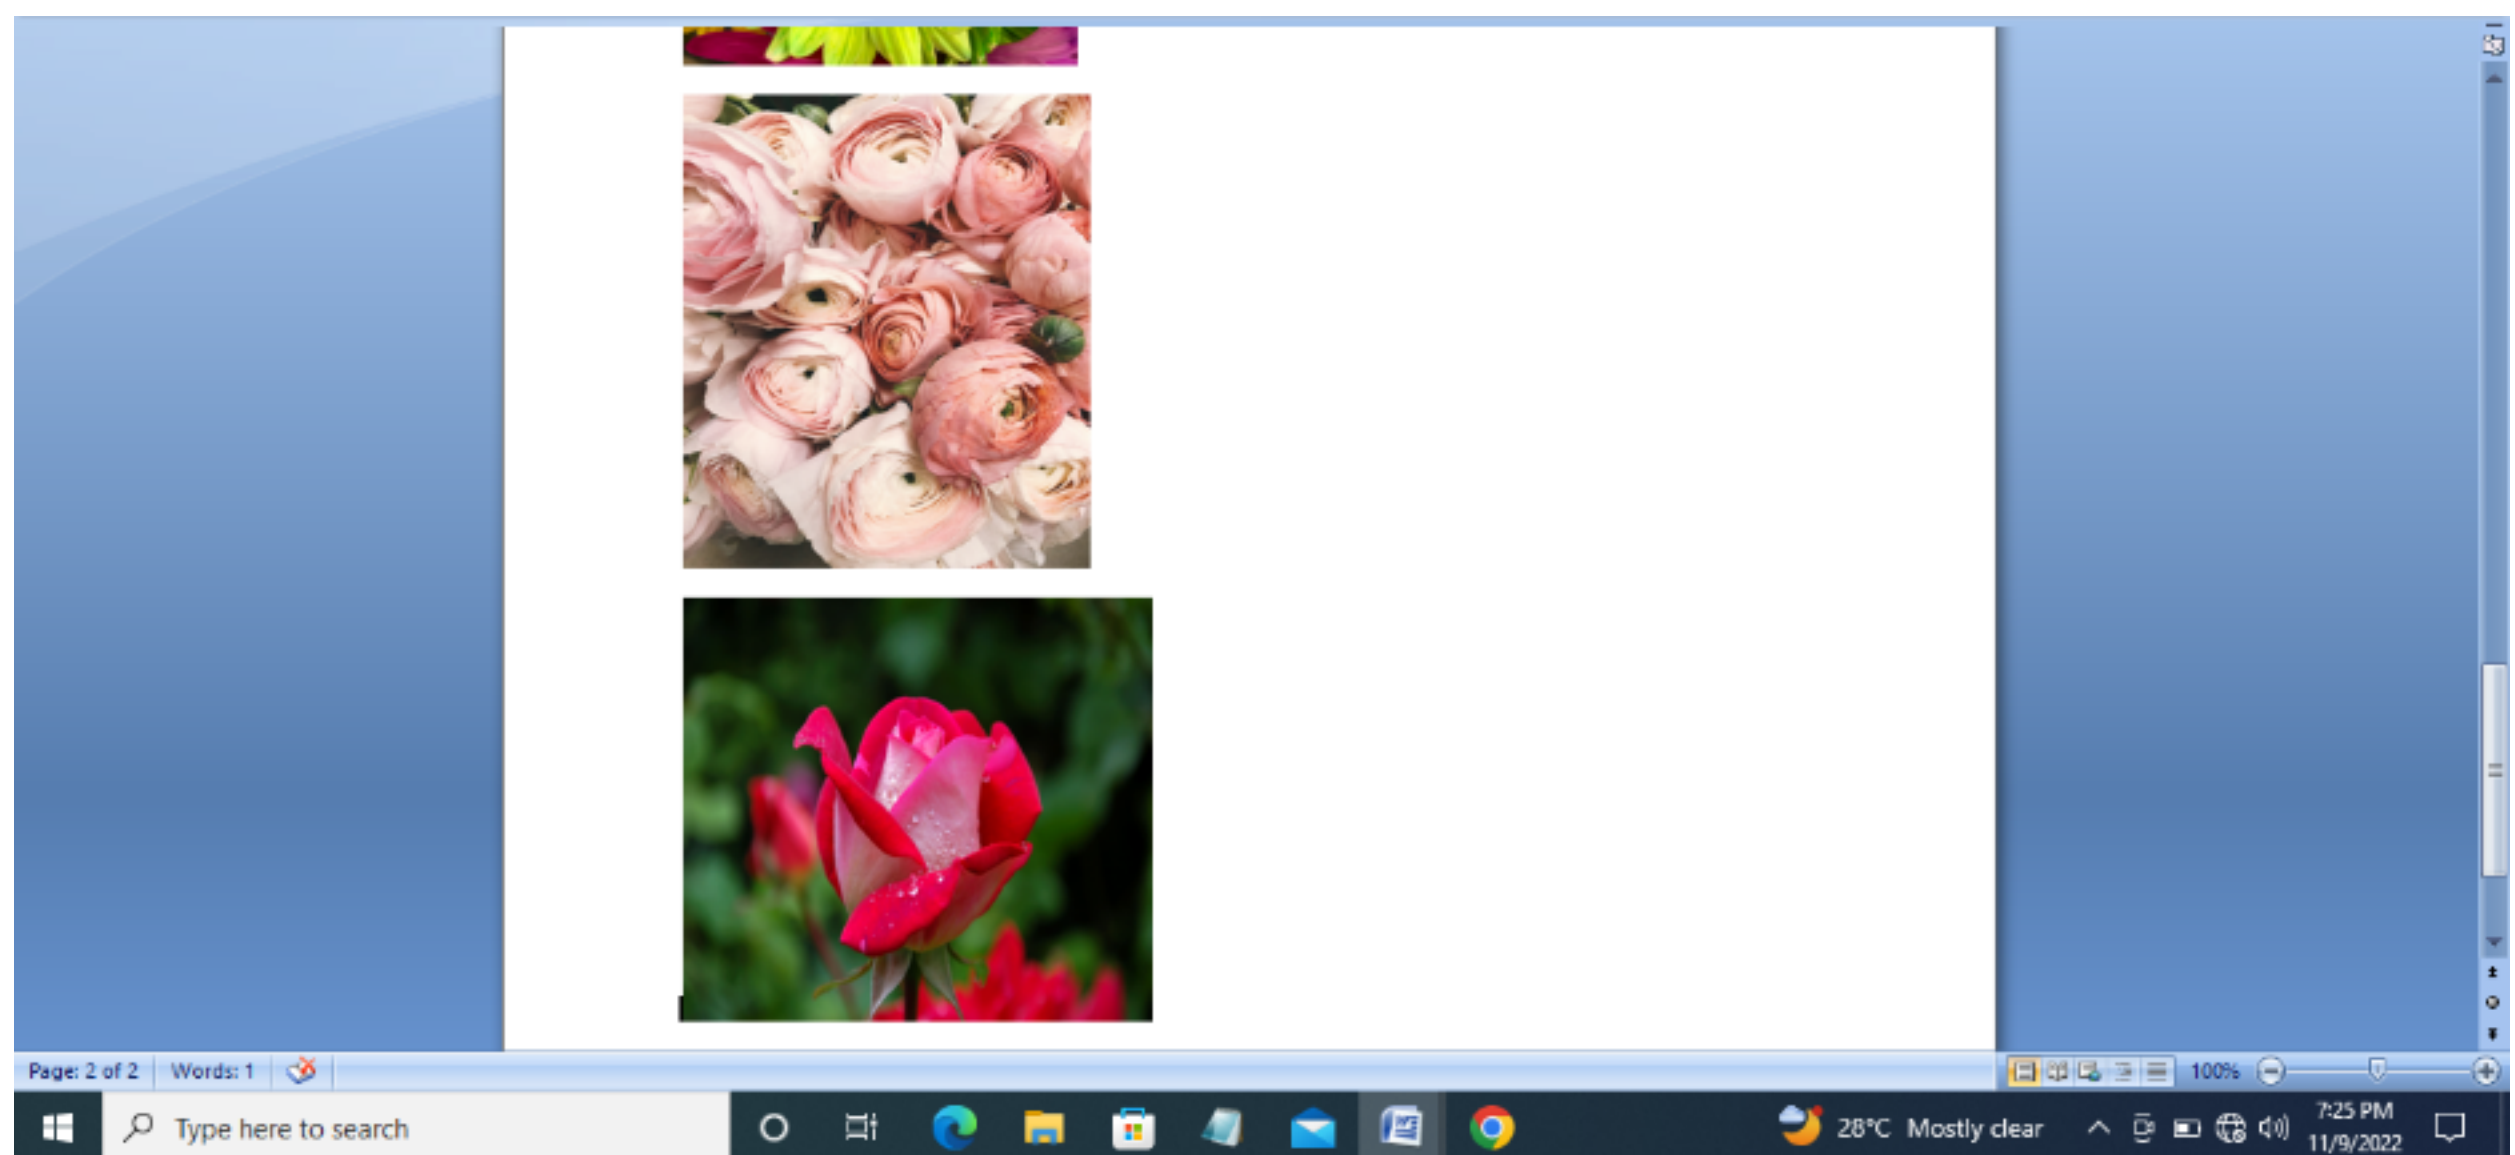 Page: 2 of 2 Words: 1 100%
Type here to search 28°C Mostly clear 7:25 PM
11/9/2022